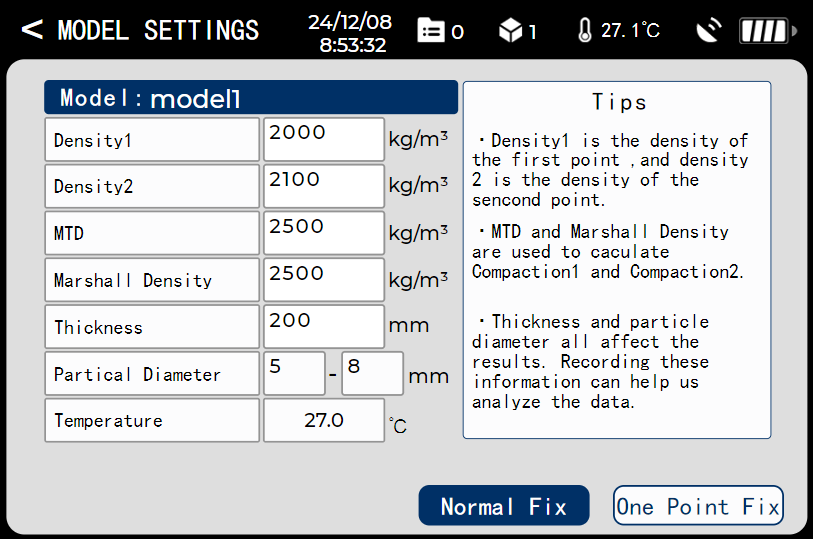 < MODEL SETTINGS
24/12/08
8:53:32
0
1
27.1℃
Model:model1
Density1 2000 kg/m³
Density2 2100 kg/m³
MTD 2500 kg/m³
Marshall Density 2500 kg/m³
Thickness 200 mm
Partical Diameter 5 - 8 mm
Temperature 27.0 ℃
Tips
·Density1 is the density of
the first point ,and density
2 is the density of the
sencond point.
·MTD and Marshall Density
are used to caculate
Compaction1 and Compaction2.
·Thickness and particle
diameter all affect the
results. Recording these
information can help us
analyze the data.
Normal Fix
One Point Fix